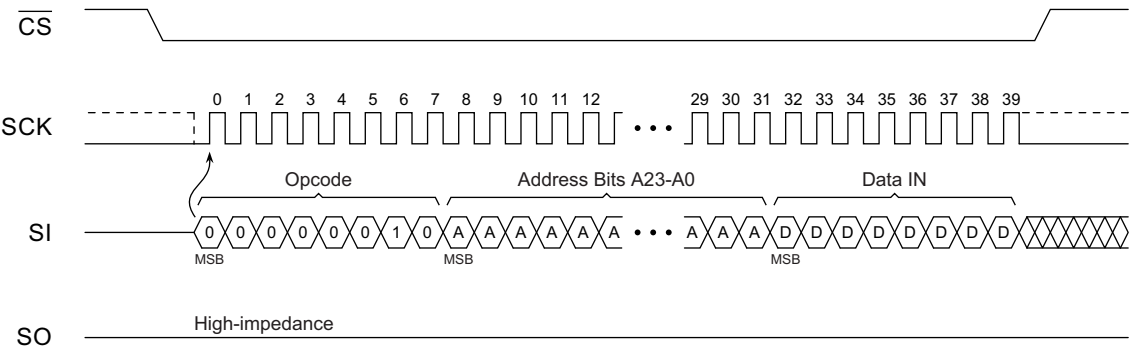 CS
0 1 2 3 4 5 6 7 8 9 10 11 12 29 30 31 32 33 34 35 36 37 38 39
SCK • • •
Opcode Address Bits A23-A0 Data IN
SI 0 0 0 0 0 0 1 0 A A A A A A • • • A A A D D D D D D D D
MSB MSB MSB
High-impedance
SO